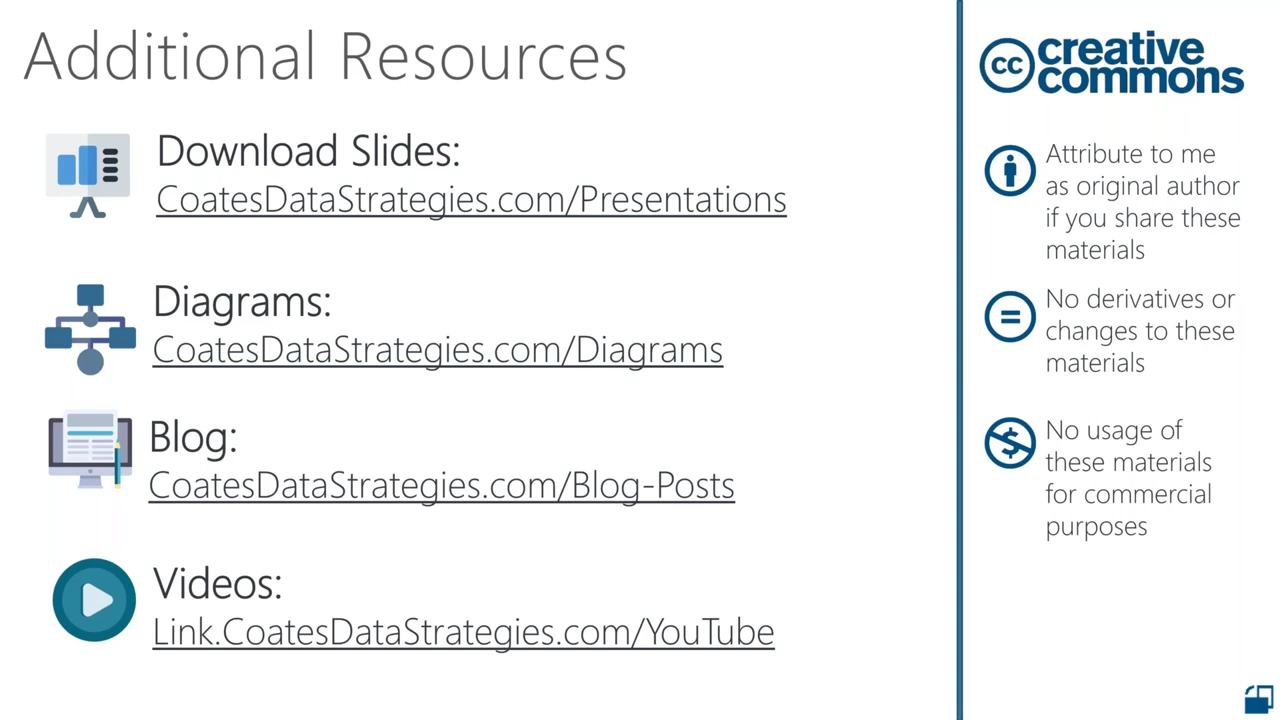 Additional Resources
Download Slides:
CoatesDataStrategies.com/Presentations
Diagrams:
CoatesDataStrategies.com/Diagrams
Blog:
CoatesDataStrategies.com/Blog-Posts
Videos:
Link.CoatesDataStrategies.com/YouTube
cc creative
commons
Attribute to me
as original author
if you share these
materials
No derivatives or
changes to these
materials
No usage of
these materials
for commercial
purposes